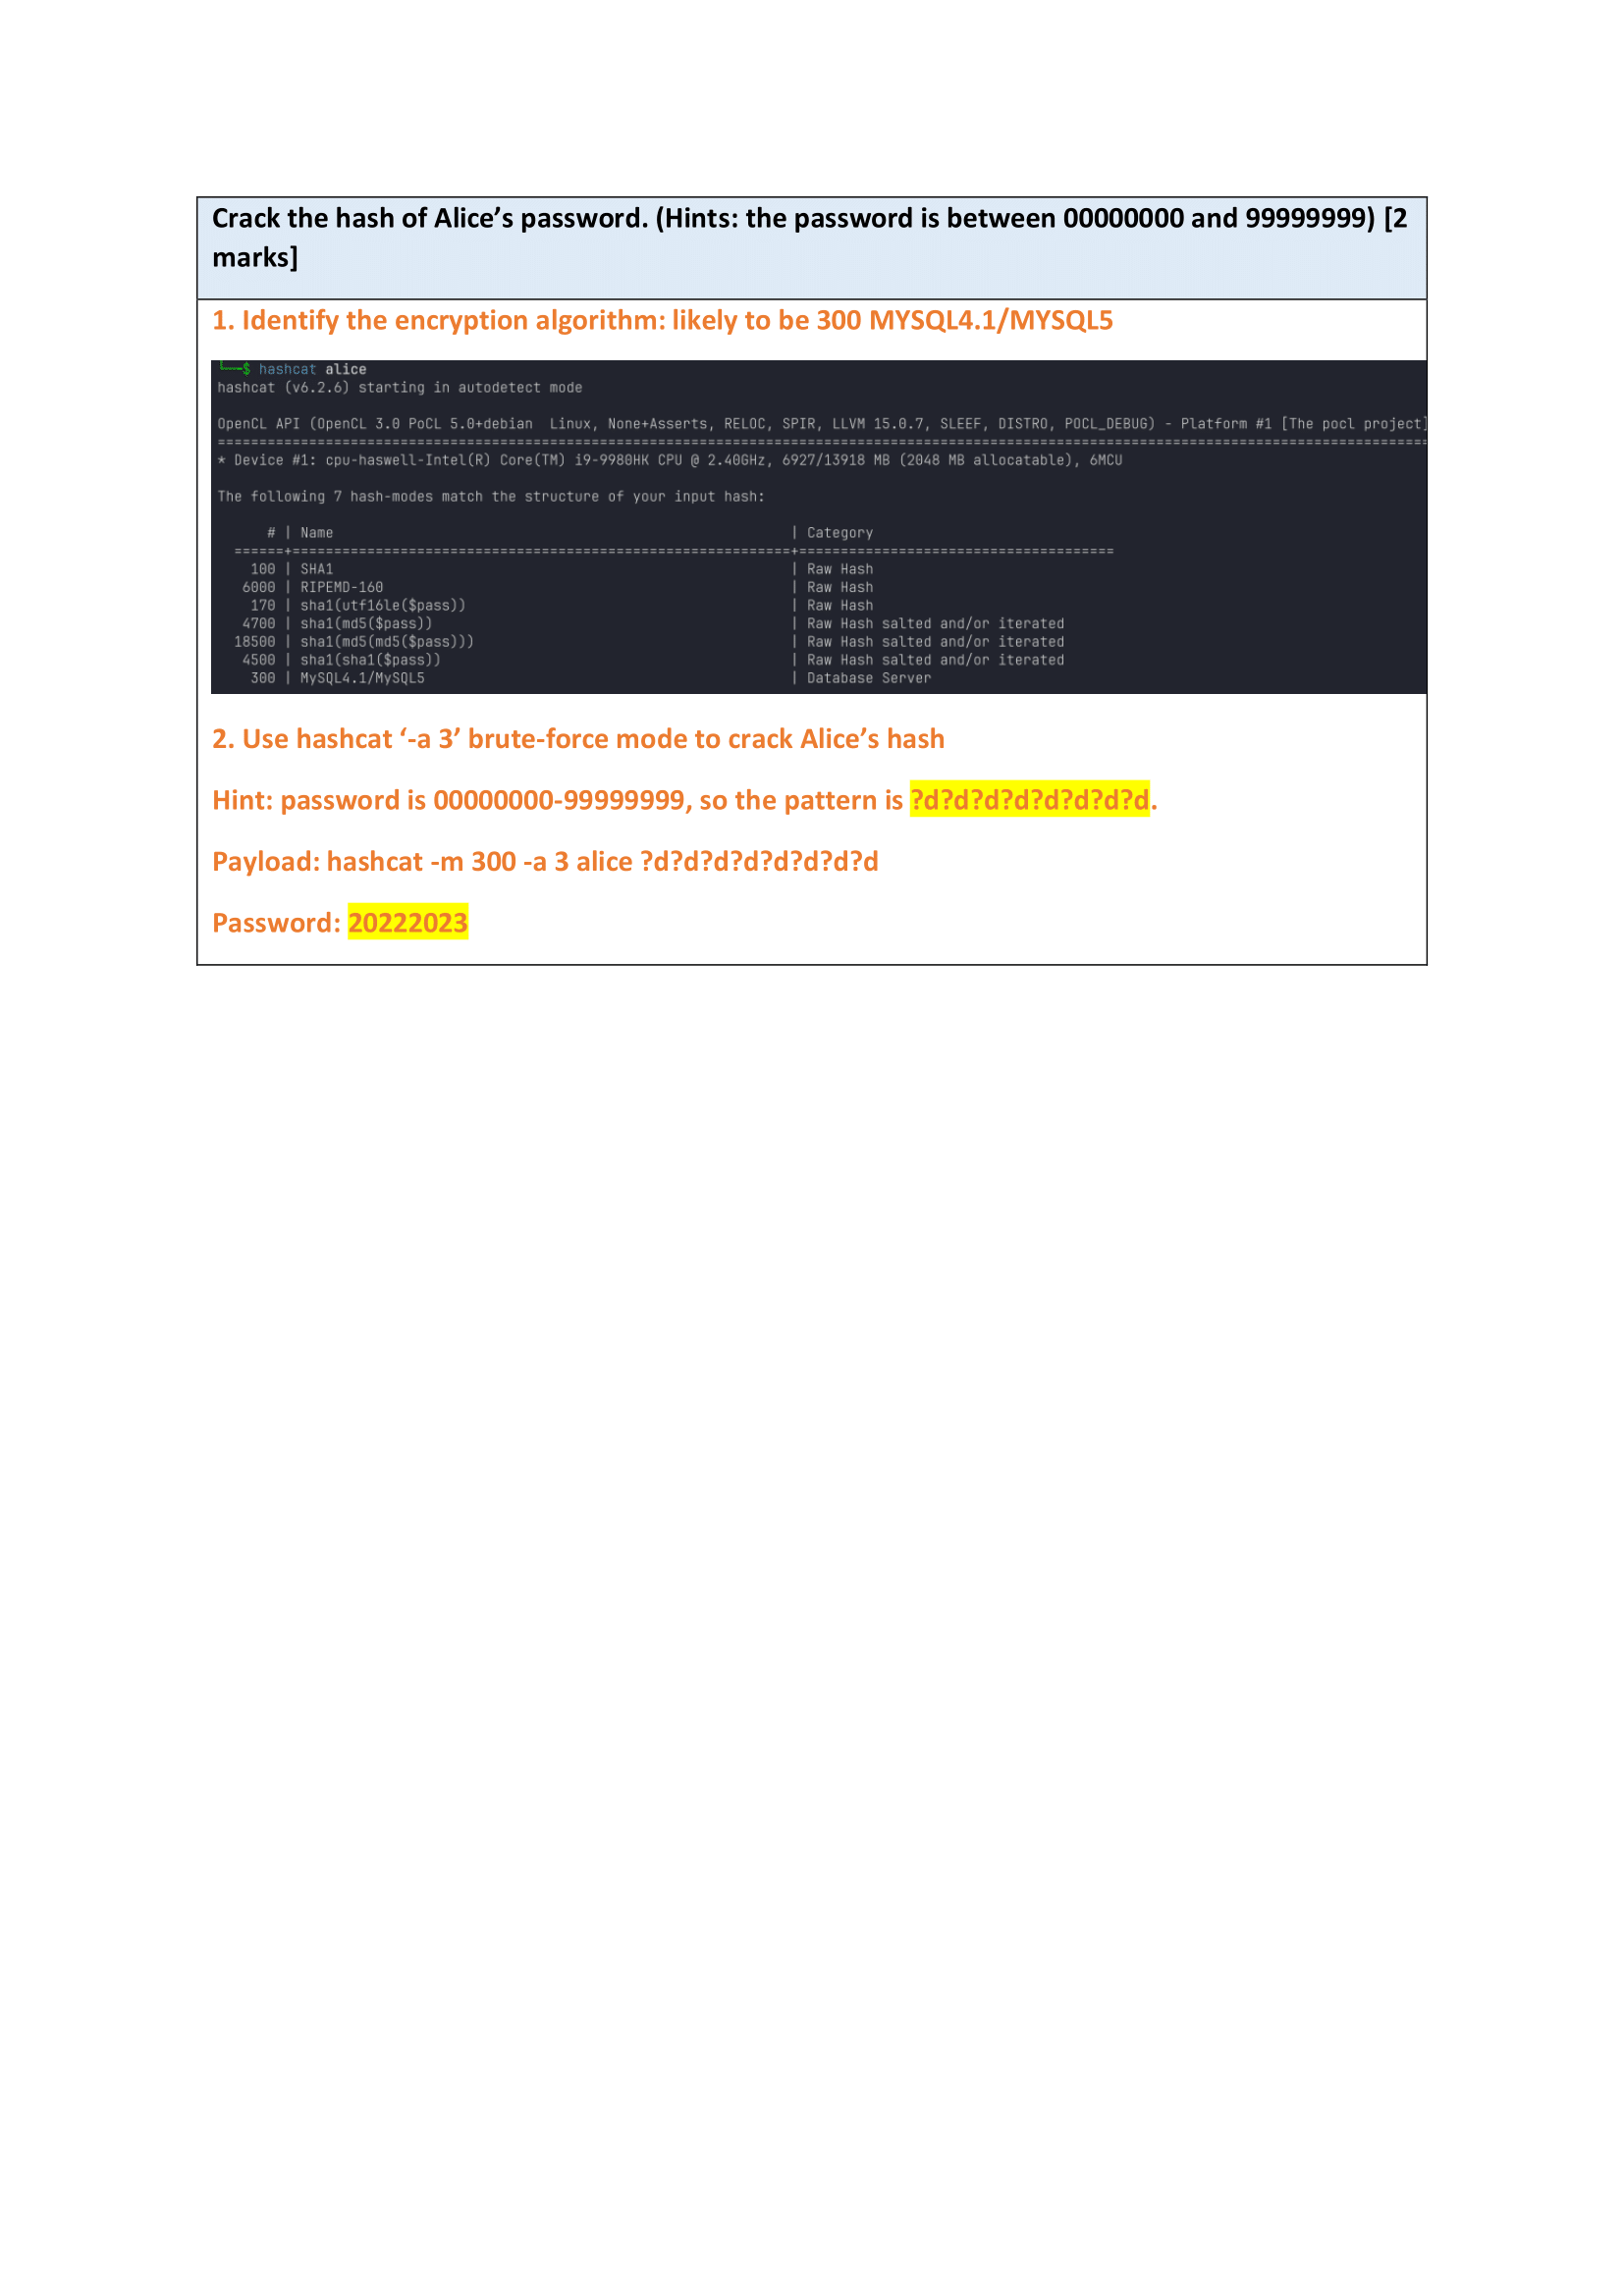 Crack the hash of Alice’s password. (Hints: the password is between 00000000 and 99999999) [2
marks]
1. Identify the encryption algorithm: likely to be 300 MYSQL4.1/MYSQL5
└─$ hashcat alice
hashcat (v6.2.6) starting in autodetect mode
OpenCL API (OpenCL 3.0 PoCL 5.0+debian  Linux, None+Asserts, RELOC, SPIR, LLVM 15.0.7, SLEEF, DISTRO, POCL_DEBUG) - Platform #1 [The pocl project]
====================================================================================================================================================
* Device #1: cpu-haswell-Intel(R) Core(TM) i9-9980HK CPU @ 2.40GHz, 6927/13918 MB (2048 MB allocatable), 6MCU
The following 7 hash-modes match the structure of your input hash:
      # | Name                                                       | Category
  ======+============================================================+======================================
    100 | SHA1                                                       | Raw Hash
   6000 | RIPEMD-160                                                 | Raw Hash
    170 | sha1(utf16le($pass))                                       | Raw Hash
   4700 | sha1(md5($pass))                                           | Raw Hash salted and/or iterated
  18500 | sha1(md5(md5($pass)))                                      | Raw Hash salted and/or iterated
   4500 | sha1(sha1($pass))                                          | Raw Hash salted and/or iterated
    300 | MySQL4.1/MySQL5                                            | Database Server
2. Use hashcat ‘-a 3’ brute-force mode to crack Alice’s hash
Hint: password is 00000000-99999999, so the pattern is ?d?d?d?d?d?d?d?d.
Payload: hashcat -m 300 -a 3 alice ?d?d?d?d?d?d?d?d
Password: 20222023